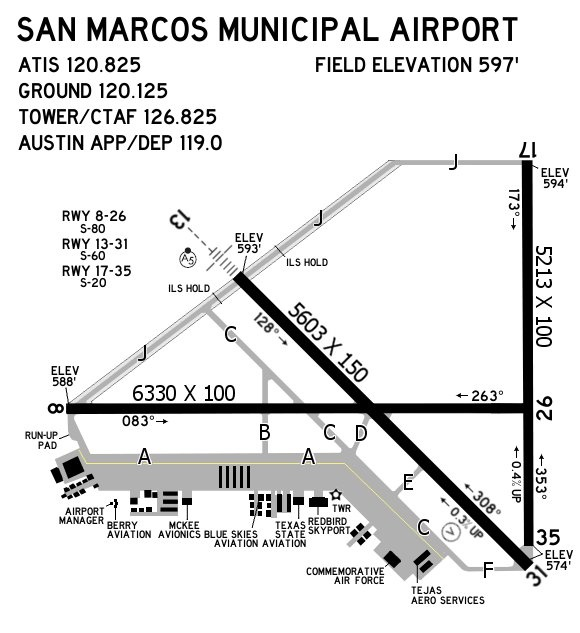 SAN MARCOS MUNICIPAL AIRPORT
ATIS 120.825
FIELD ELEVATION 597'
GROUND 120.125
TOWER/CTAF 126.825
AUSTIN APP/DEP 119.0
17
J
ELEV
594'
173°→
RWY 8-26
S-80
RWY 13-31
S-60
RWY 17-35
S-20
13
A5
ELEV
593'
J
ILS HOLD
ILS HOLD
5213 X 100
5603 X 150
128°→
C
J
ELEV
588'
8
6330 X 100
083°→
←263°
26
RUN-UP
PAD
A
B
A
C
D
E
←0.4% UP
←353°
←308°
←0.3% UP
V
C
AIRPORT
MANAGER
BERRY
AVIATION
MCKEE
AVIONICS
BLUE SKIES
AVIATION
TEXAS
STATE
AVIATION
REDBIRD
SKYPORT
TWR
35
ELEV
574'
31
F
COMMEMORATIVE
AIR FORCE
TEJAS
AERO SERVICES